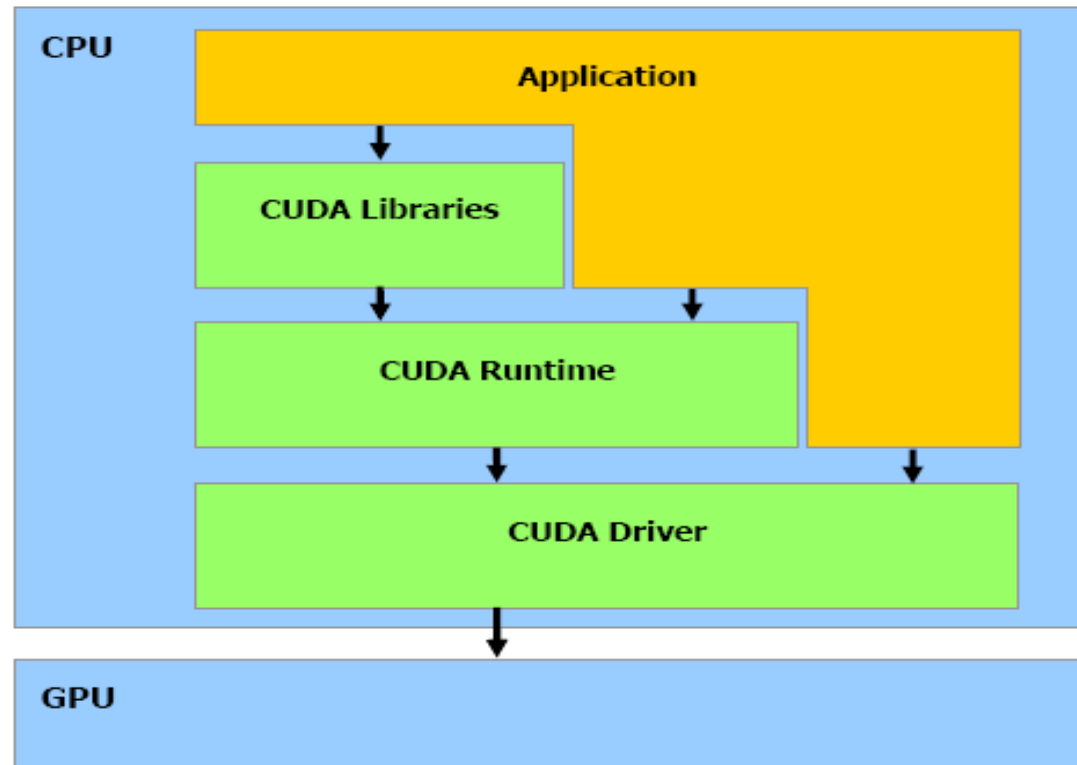 CPU
Application
CUDA Libraries
CUDA Runtime
CUDA Driver
GPU